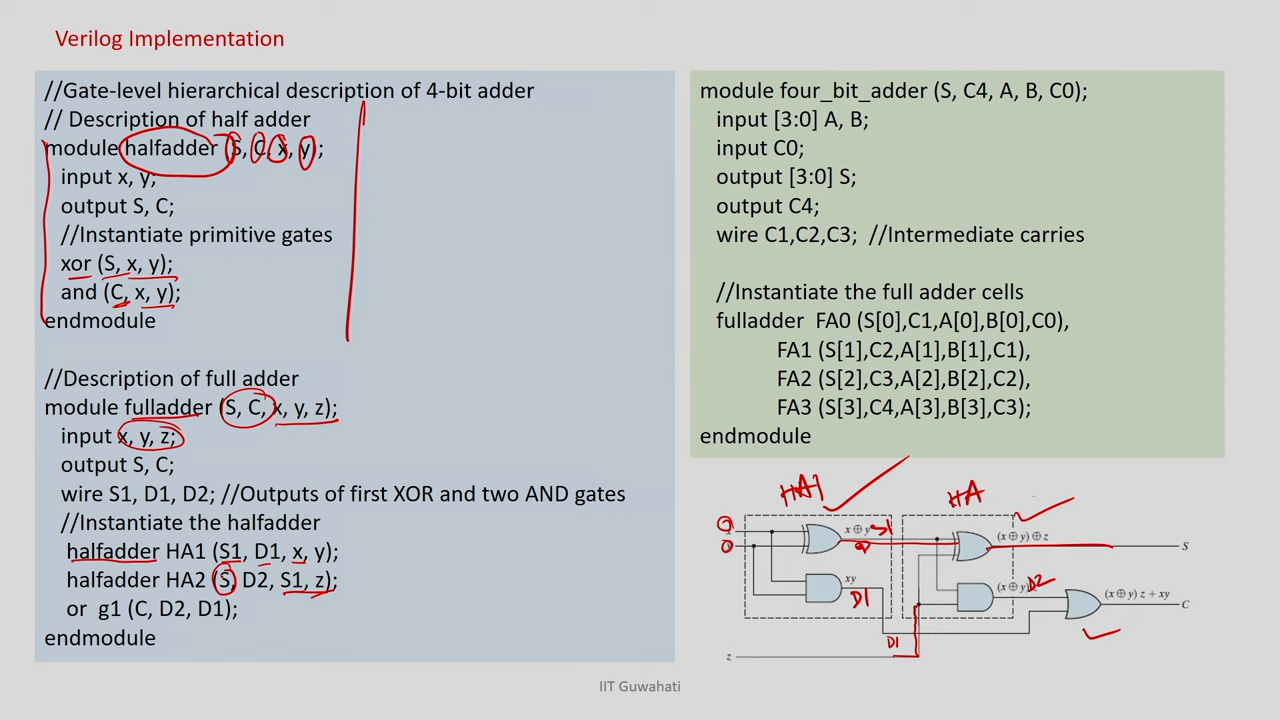 Verilog Implementation
//Gate-level hierarchical description of 4-bit adder
// Description of half adder
module halfadder (S, C, x, y);
input x, y;
output S, C;
//Instantiate primitive gates
xor (S, x, y);
and (C, x, y);
endmodule
//Description of full adder
module fulladder (S, C, x, y, z);
input x, y, z;
output S, C;
wire S1, D1, D2; //Outputs of first XOR and two AND gates
//Instantiate the halfadder
halfadder HA1 (S1, D1, x, y);
halfadder HA2 (S, D2, S1, z);
or g1 (C, D2, D1);
endmodule
module four_bit_adder (S, C4, A, B, C0);
input [3:0] A, B;
input C0;
output [3:0] S;
output C4;
wire C1,C2,C3; //Intermediate carries
//Instantiate the full adder cells
fulladder FA0 (S[0],C1,A[0],B[0],C0),
FA1 (S[1],C2,A[1],B[1],C1),
FA2 (S[2],C3,A[2],B[2],C2),
FA3 (S[3],C4,A[3],B[3],C3);
endmodule
HA1 HA
x ⊕ y S1 (x ⊕ y) ⊕ z
S
xy (x ⊕ y) D2 (x ⊕ y) z + xy
D1 C
D1
z
IIT Guwahati